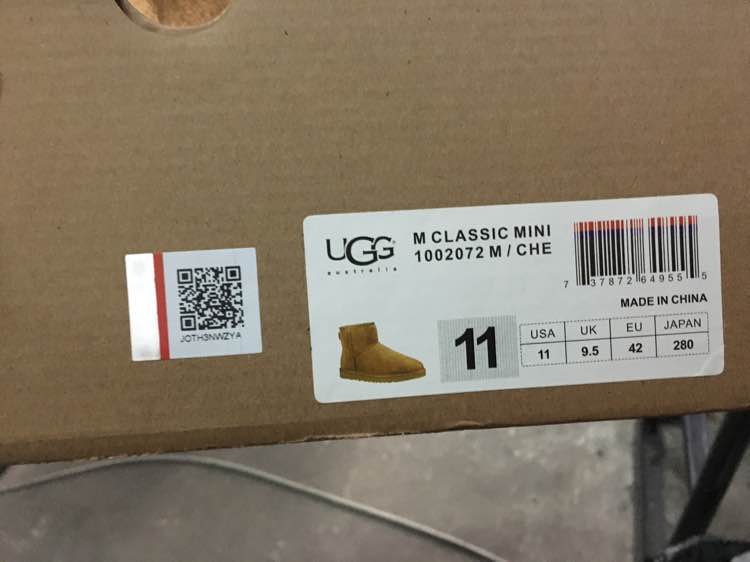 UGG®
australia
M CLASSIC MINI
1002072 M / CHE
7 37872 64955 5
MADE IN CHINA
11
USA UK EU JAPAN
11 9.5 42 280
JOTH3NWZYA